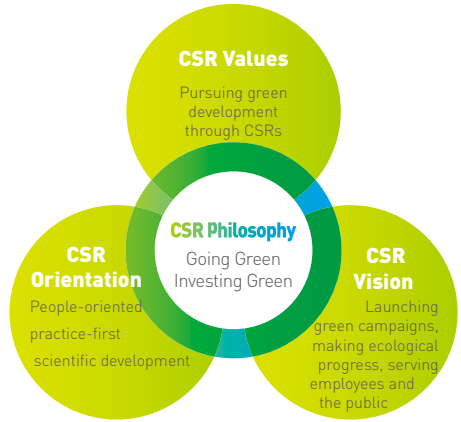 CSR Values
Pursuing green
development
through CSRs
CSR Philosophy
Going Green
Investing Green
CSR
Orientation
People-oriented
practice-first
scientific development
CSR
Vision
Launching
green campaigns,
making ecological
progress, serving
employees and
the public